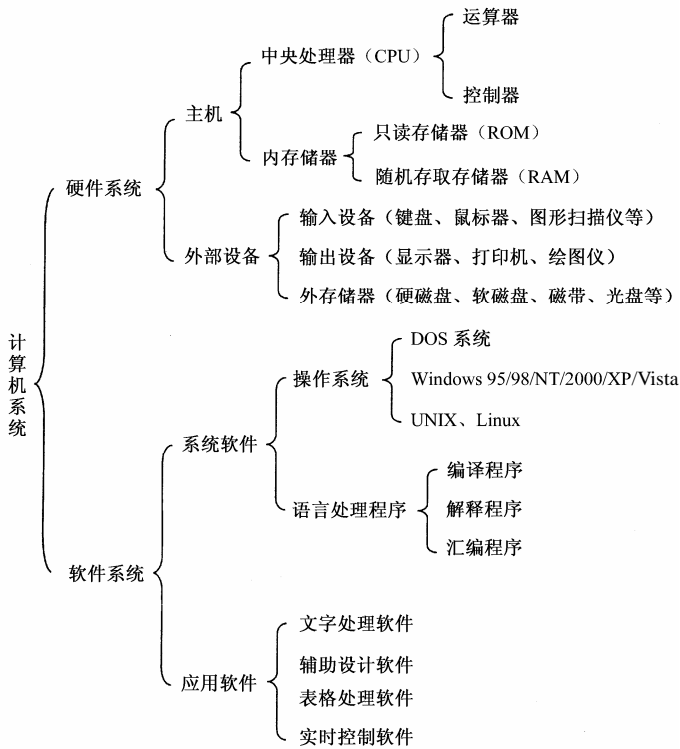 计算机系统
硬件系统
主机
中央处理器（CPU）
运算器
控制器
内存储器
只读存储器（ROM）
随机存取存储器（RAM）
外部设备
输入设备（键盘、鼠标器、图形扫描仪等）
输出设备（显示器、打印机、绘图仪）
外存储器（硬磁盘、软磁盘、磁带、光盘等）
软件系统
系统软件
操作系统
DOS 系统
Windows 95/98/NT/2000/XP/Vista
UNIX、Linux
语言处理程序
编译程序
解释程序
汇编程序
应用软件
文字处理软件
辅助设计软件
表格处理软件
实时控制软件